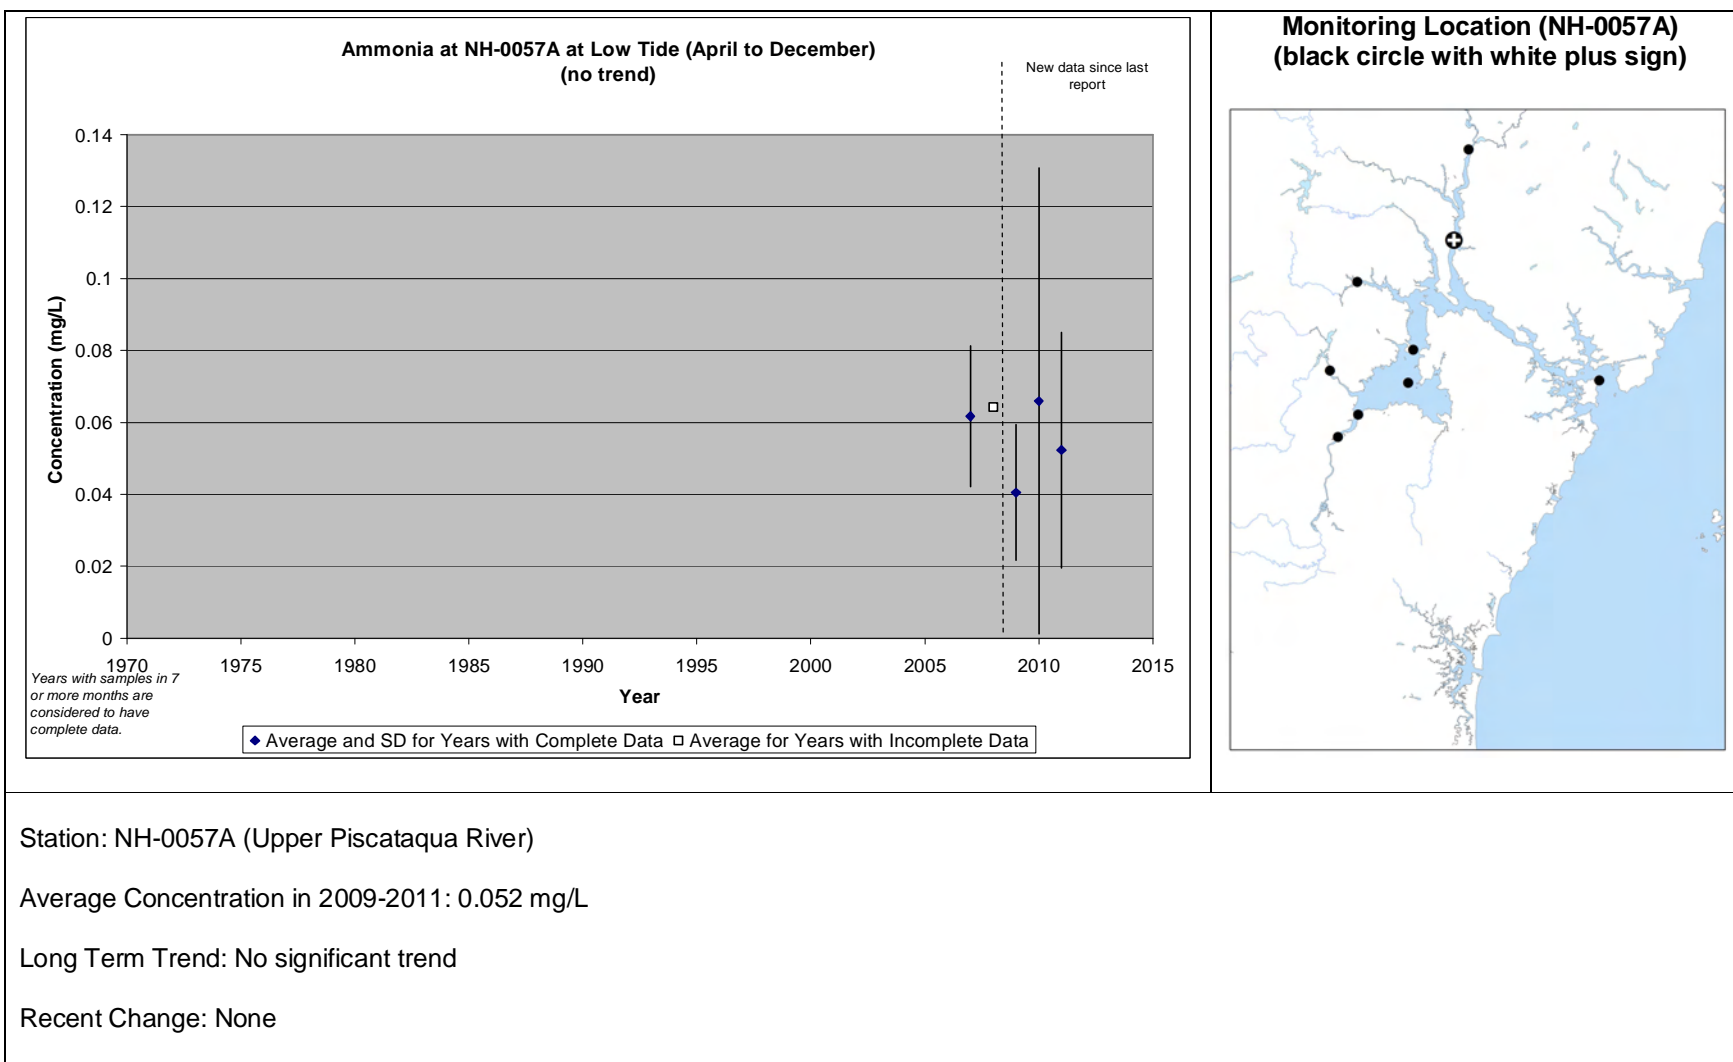 Ammonia at NH-0057A at Low Tide (April to December)
(no trend)
New data since last
report
0.14
0.12
0.1
0.08
0.06
0.04
0.02
0
Concentration (mg/L)
1970 1975 1980 1985 1990 1995 2000 2005 2010 2015
Year
Years with samples in 7
or more months are
considered to have
complete data.
Average and SD for Years with Complete Data Average for Years with Incomplete Data
Monitoring Location (NH-0057A)
(black circle with white plus sign)
Station: NH-0057A (Upper Piscataqua River)
Average Concentration in 2009-2011: 0.052 mg/L
Long Term Trend: No significant trend
Recent Change: None